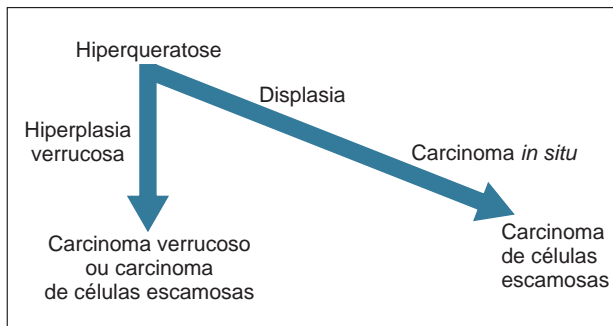 Hiperqueratose
Displasia
Hiperplasia
verrucosa
Carcinoma in situ
Carcinoma verrucoso
ou carcinoma
de células escamosas
Carcinoma
de células
escamosas